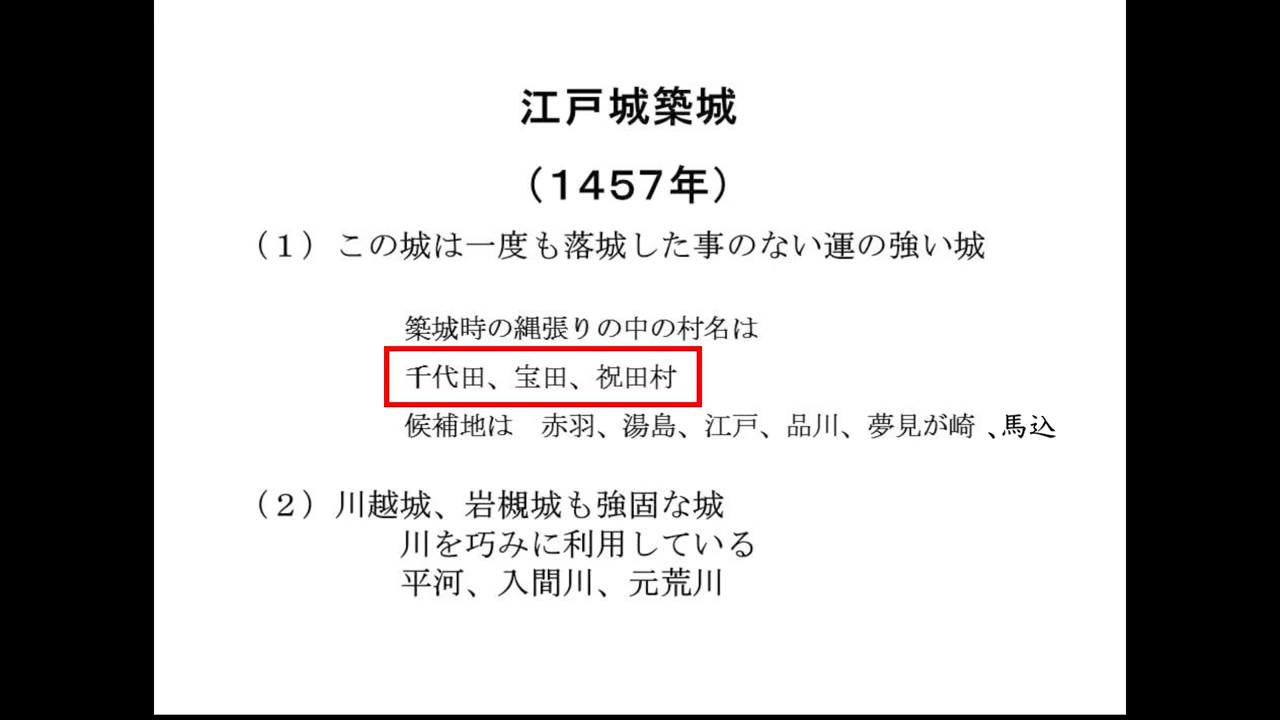 江戸城築城
（1457年）
（１）この城は一度も落城した事のない運の強い城
築城時の縄張りの中の村名は
千代田、宝田、祝田村
候補地は　赤羽、湯島、江戸、品川、夢見が崎、馬込
（２）川越城、岩槻城も強固な城
川を巧みに利用している
平河、入間川、元荒川